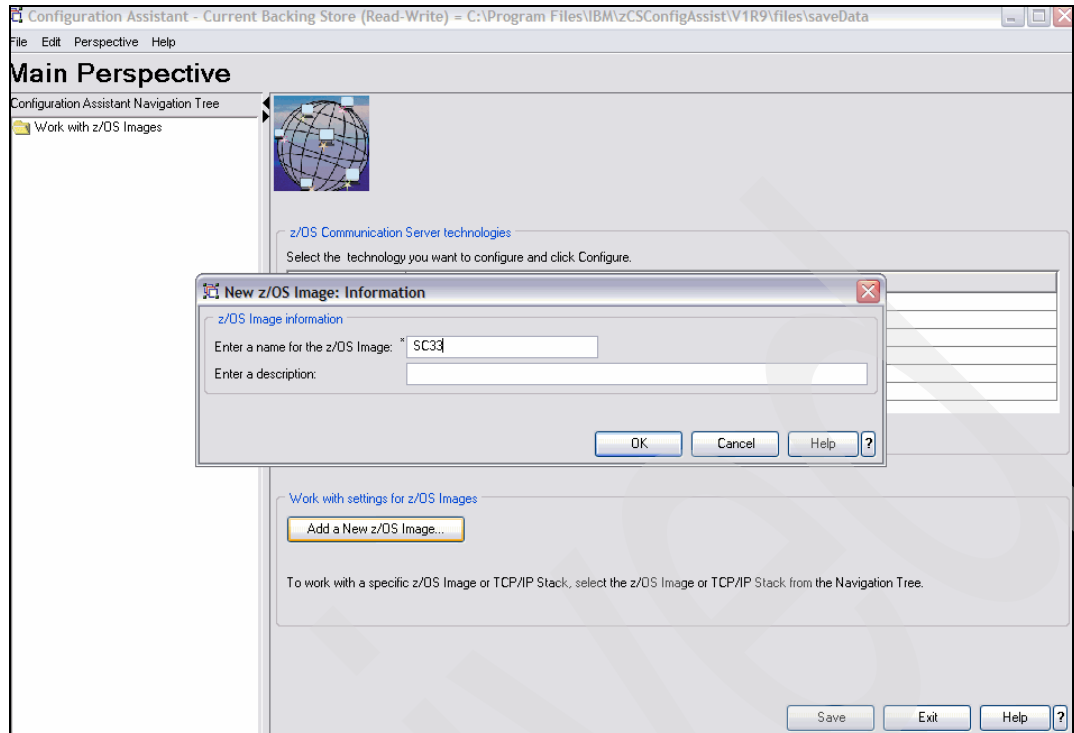 Configuration Assistant - Current Backing Store (Read-Write) = C:\Program Files\IBM\zCSConfigAssist\V1R9\files\saveData
File Edit Perspective Help
Main Perspective
Configuration Assistant Navigation Tree
Work with z/OS Images
z/OS Communication Server technologies
Select the technology you want to configure and click Configure.
New z/OS Image: Information
z/OS Image information
Enter a name for the z/OS Image: * SC33
Enter a description:
OK Cancel Help ?
Work with settings for z/OS Images
Add a New z/OS Image...
To work with a specific z/OS Image or TCP/IP Stack, select the z/OS Image or TCP/IP Stack from the Navigation Tree.
Save Exit Help ?